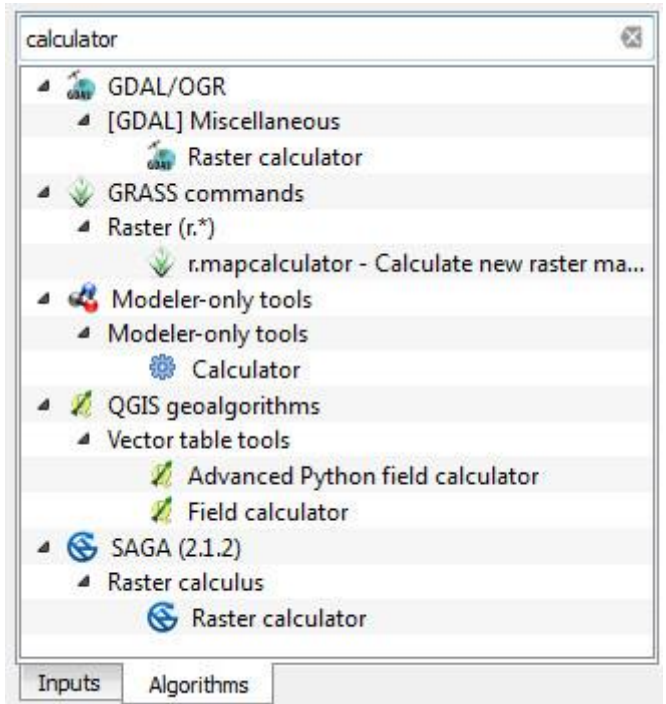 calculator
GDAL/OGR
[GDAL] Miscellaneous
Raster calculator
GRASS commands
Raster (r.*)
r.mapcalculator - Calculate new raster ma...
Modeler-only tools
Modeler-only tools
Calculator
QGIS geoalgorithms
Vector table tools
Advanced Python field calculator
Field calculator
SAGA (2.1.2)
Raster calculus
Raster calculator
Inputs Algorithms